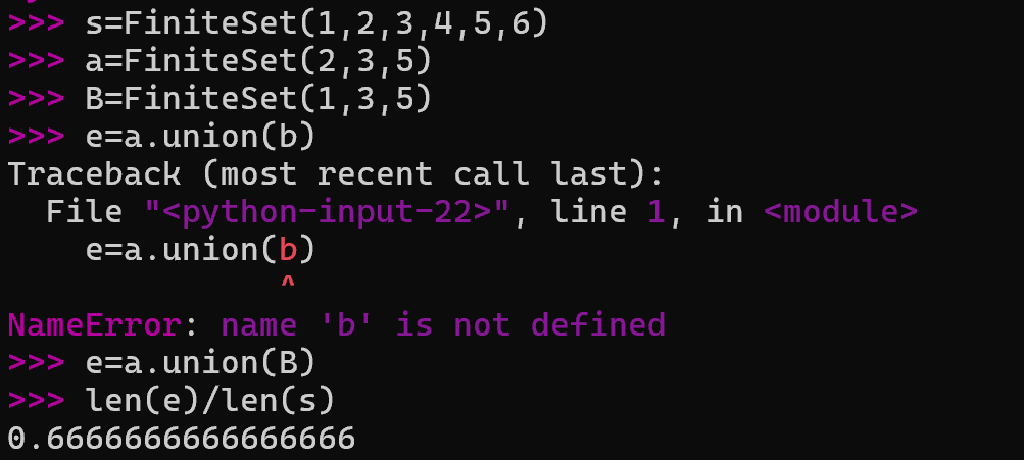 >>> s=FiniteSet(1,2,3,4,5,6)
>>> a=FiniteSet(2,3,5)
>>> B=FiniteSet(1,3,5)
>>> e=a.union(b)
Traceback (most recent call last):
  File "<python-input-22>", line 1, in <module>
    e=a.union(b)
              ^
NameError: name 'b' is not defined
>>> e=a.union(B)
>>> len(e)/len(s)
0.6666666666666666